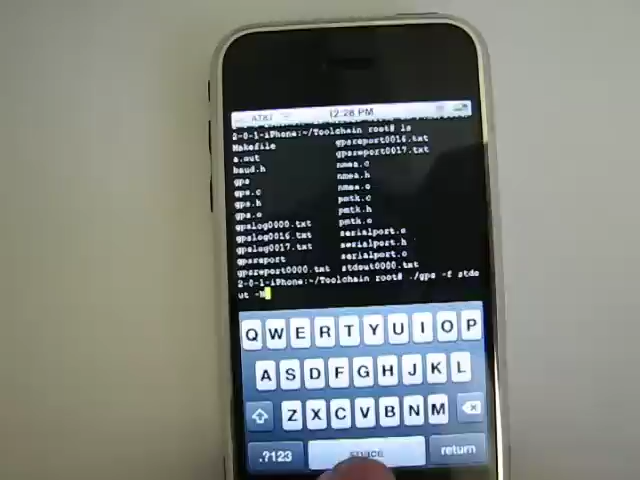 AT&T 12:28 PM
2-0-1-iPhone:~/Toolchain root# ls
Makefile gpsreport0016.txt
a.out gpsreport0017.txt
baud.h nmea.c
gps nmea.h
gps.c nmea.o
gps.h pmtk.c
gps.o pmtk.h
gpslog0000.txt pmtk.o
gpslog0016.txt serialport.c
gpslog0017.txt serialport.h
gpsreport serialport.o
gpsreport0000.txt stdout0000.txt
2-0-1-iPhone:~/Toolchain root# ./gps -f stdo
ut -N
Q W E R T Y U I O P
A S D F G H J K L
Z X C V B N M
.?123 space return